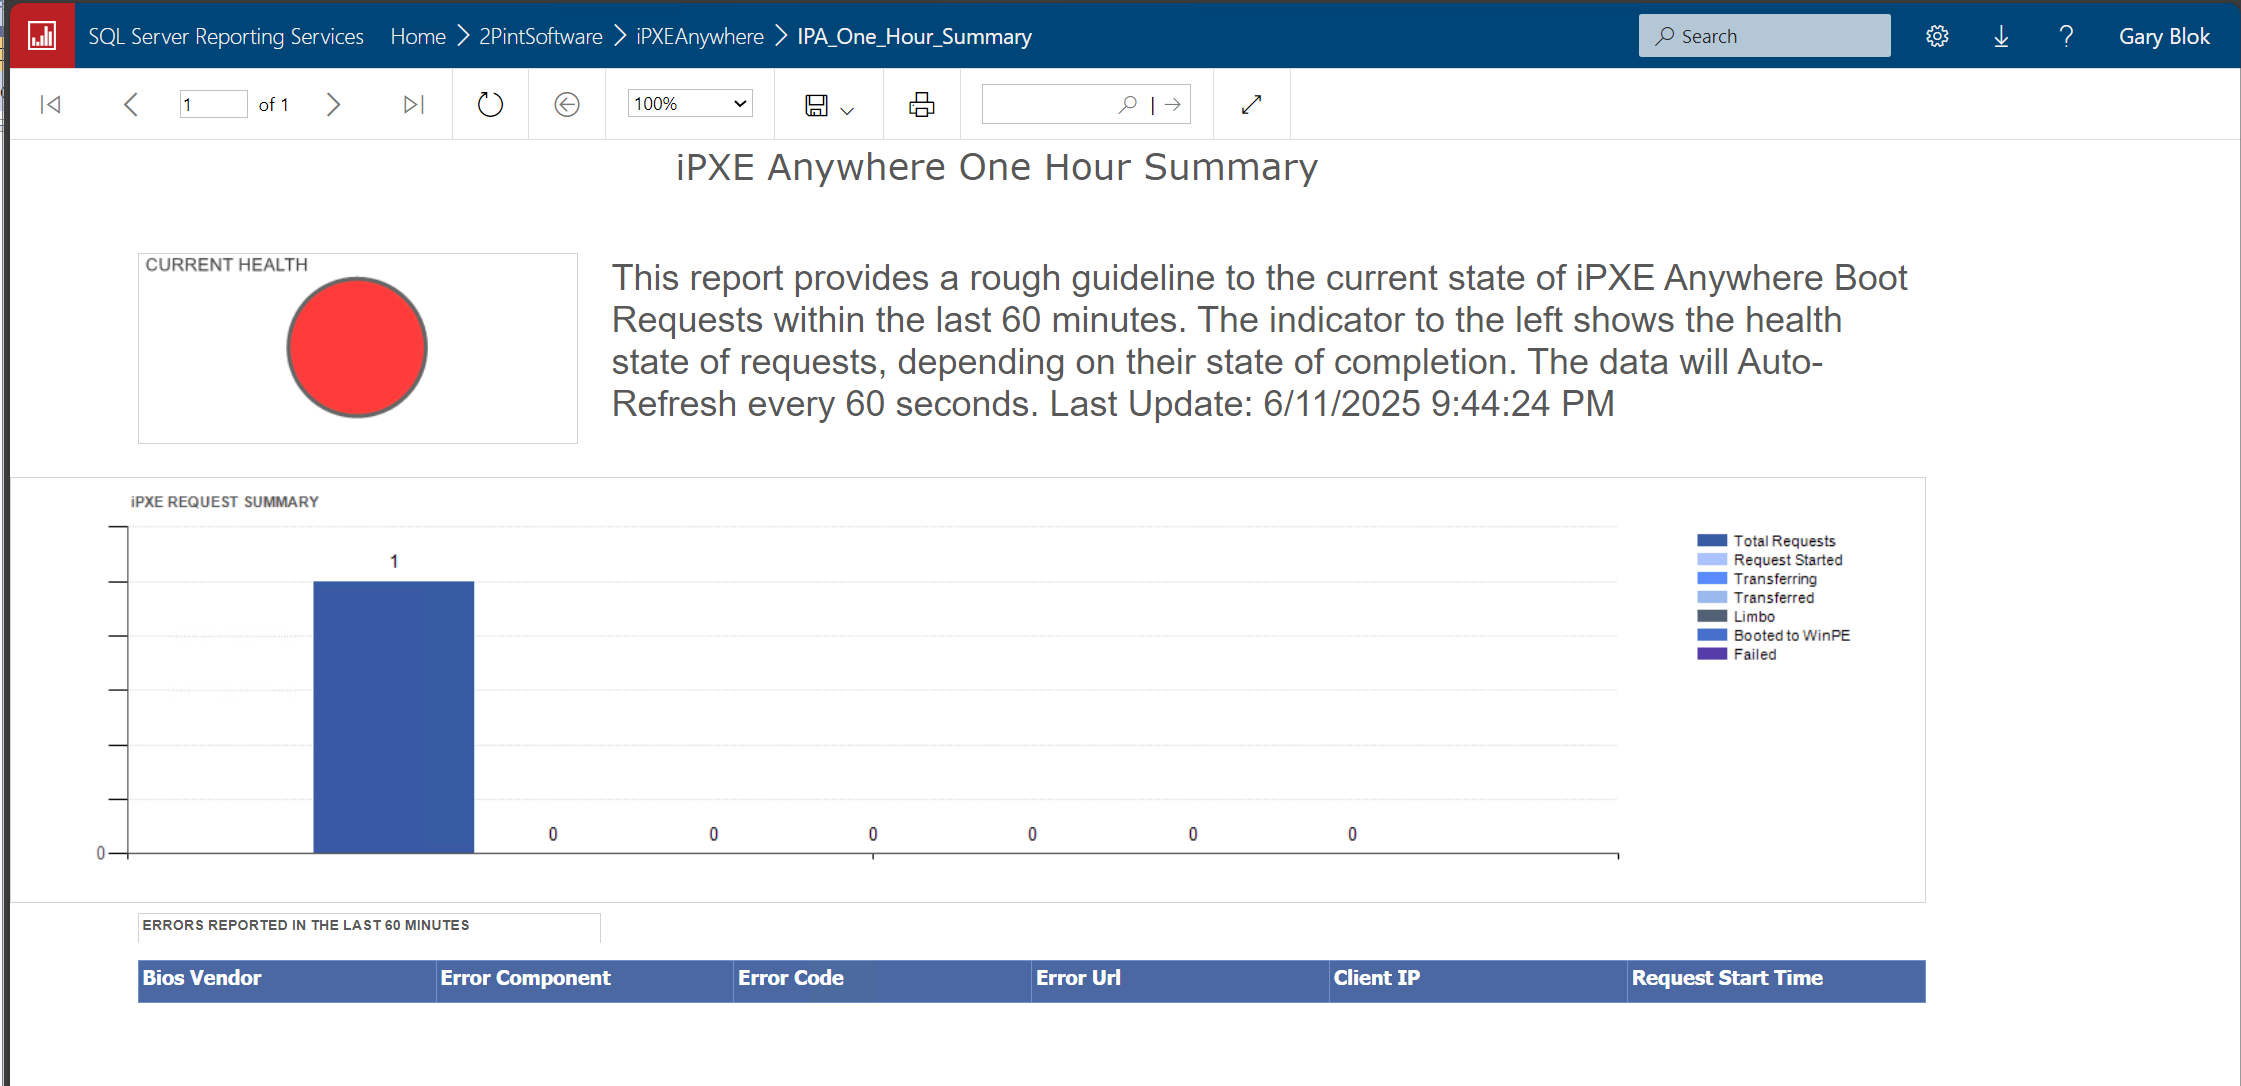 SQL Server Reporting Services Home > 2PintSoftware > iPXEAnywhere > IPA_One_Hour_Summary Search ? Gary Blok
1 of 1 100%
iPXE Anywhere One Hour Summary
CURRENT HEALTH
This report provides a rough guideline to the current state of iPXE Anywhere Boot
Requests within the last 60 minutes. The indicator to the left shows the health
state of requests, depending on their state of completion. The data will Auto-
Refresh every 60 seconds. Last Update: 6/11/2025 9:44:24 PM
iPXE REQUEST SUMMARY
1
0 0 0 0 0 0
0
Total Requests
Request Started
Transferring
Transferred
Limbo
Booted to WinPE
Failed
ERRORS REPORTED IN THE LAST 60 MINUTES
Bios Vendor Error Component Error Code Error Url Client IP Request Start Time